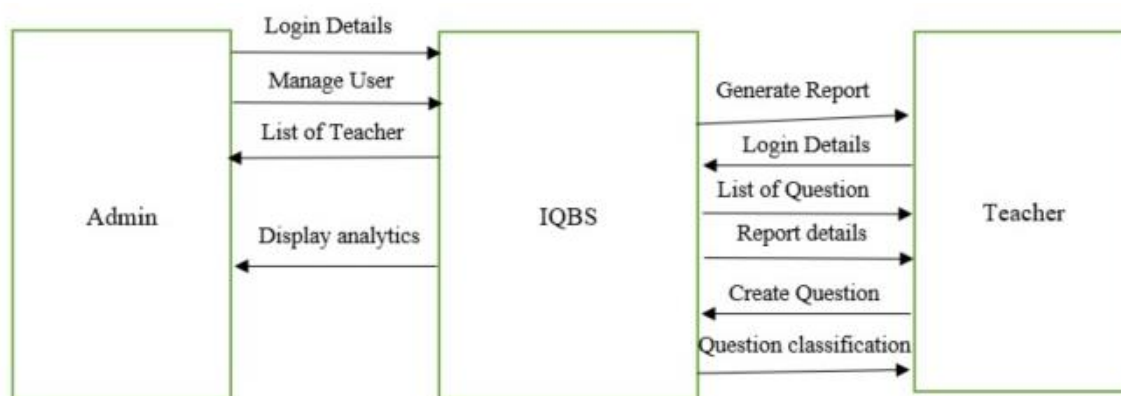 Login Details
Manage User
List of Teacher
Admin
Display analytics
IQBS
Generate Report
Login Details
List of Question
Report details
Create Question
Question classification
Teacher